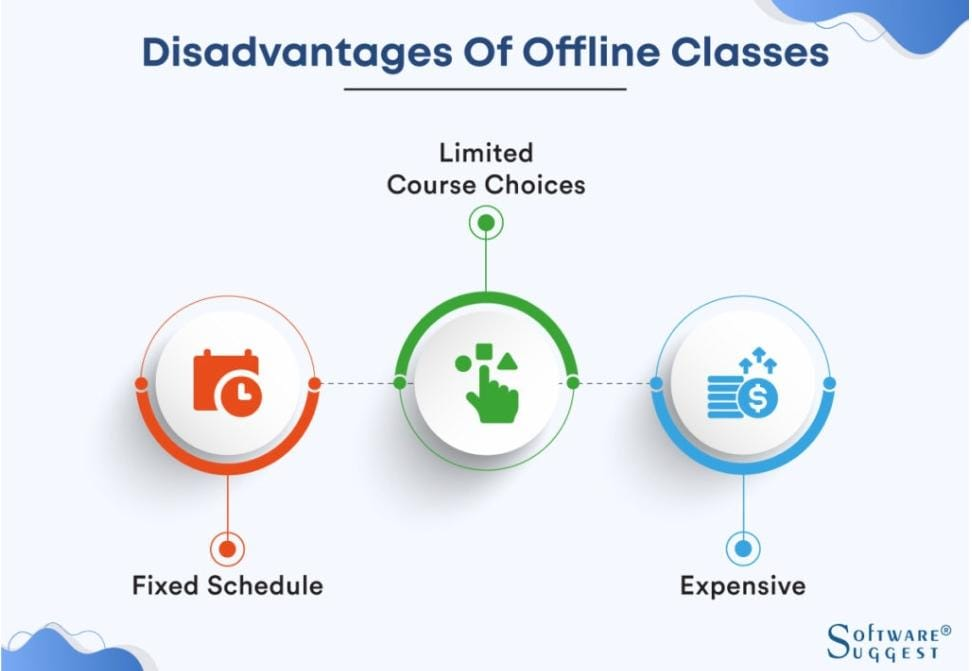 Disadvantages Of Offline Classes
Limited
Course Choices
Fixed Schedule
Expensive
SOFTWARE®
SUGGEST